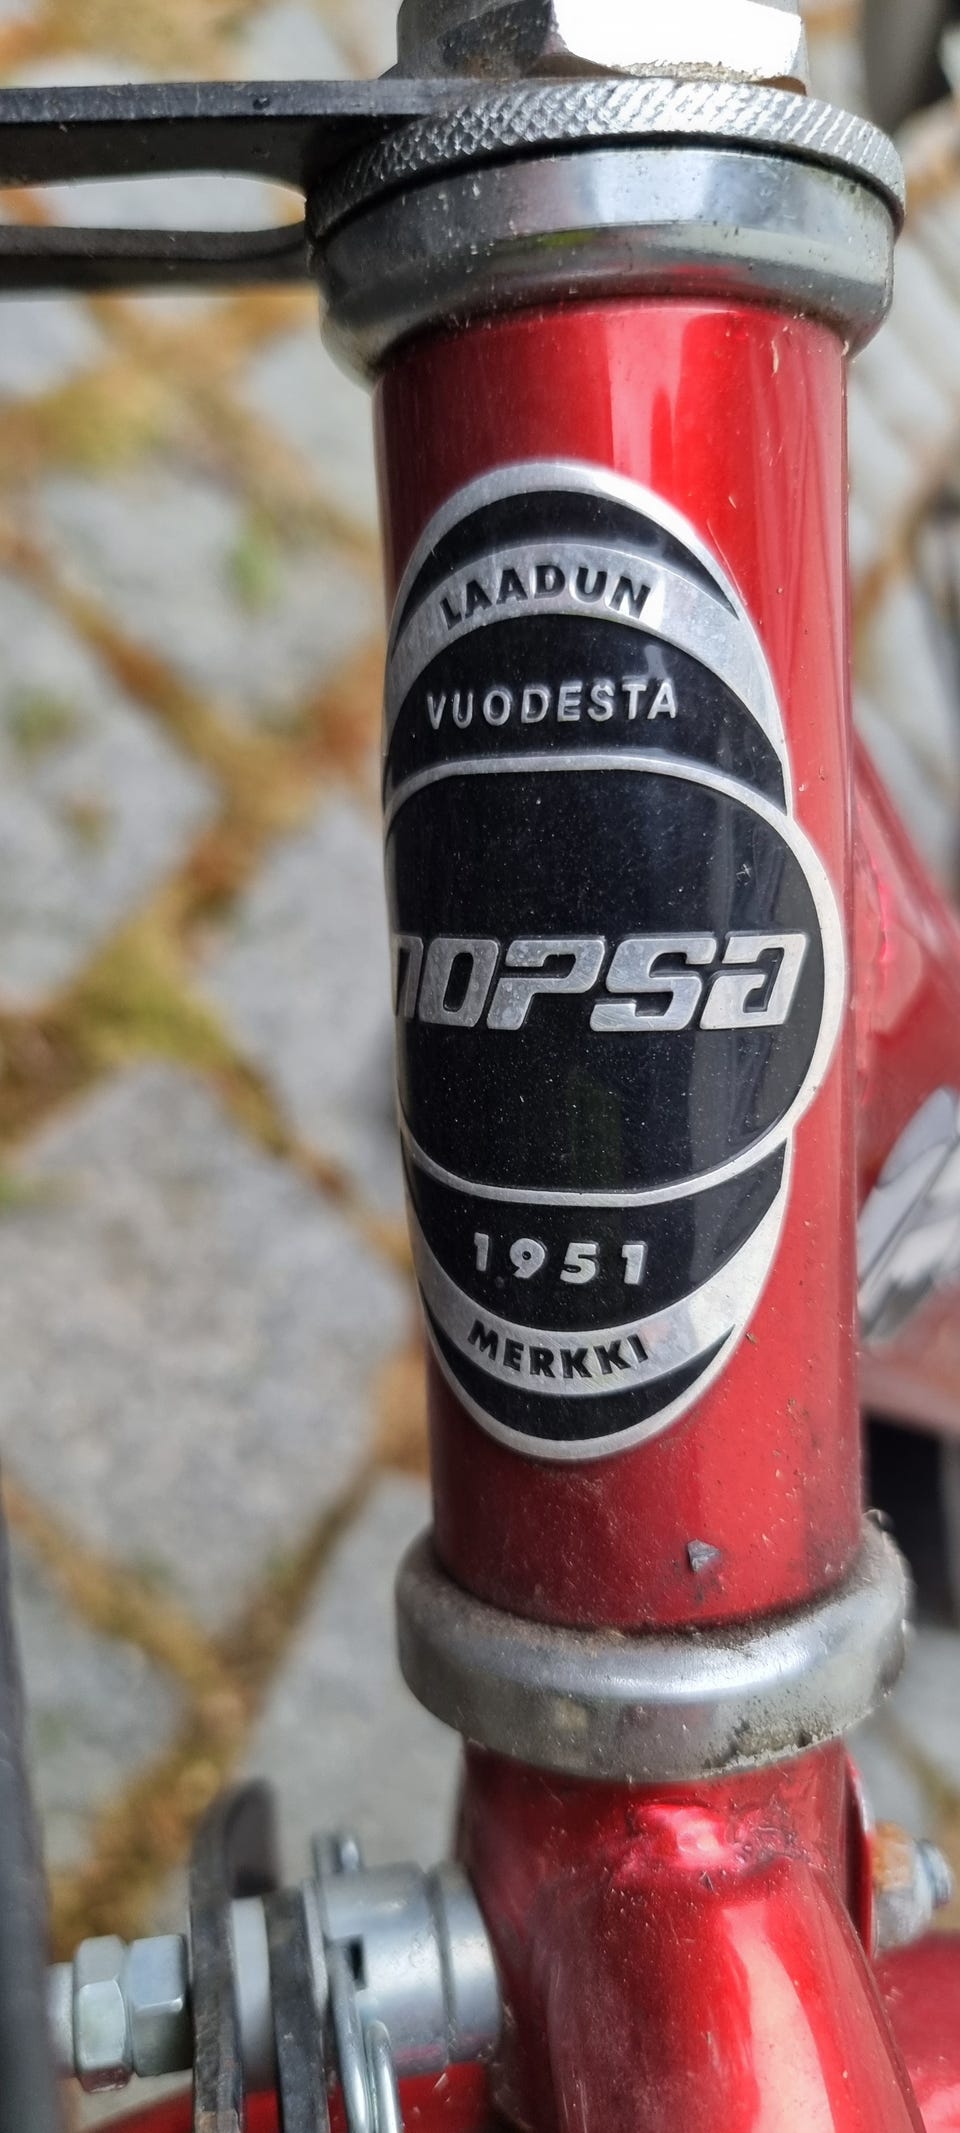 LAADUN
VUODESTA
nopsa
1951
MERKKI